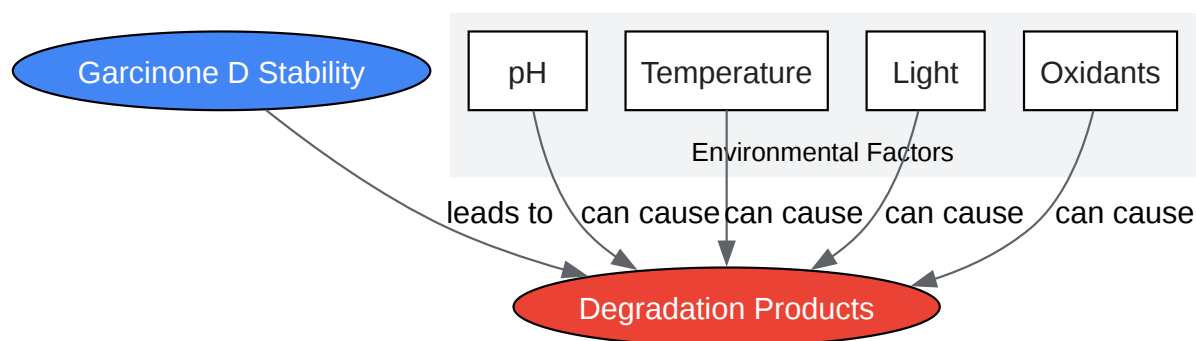 Garcinone D Stability
pH
Temperature
Light
Oxidants
Environmental Factors
leads to
can cause
can cause
can cause
can cause
Degradation Products